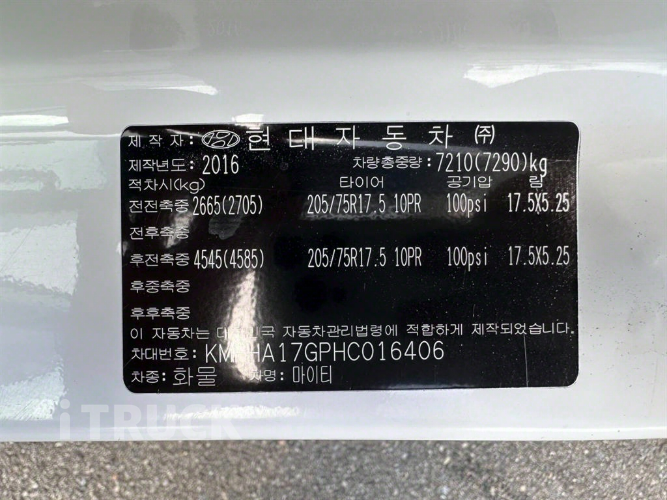 제작자: 현대자동차 ㈜
제작년도: 2016 차량총중량: 7210(7290)kg
적차시(kg) 타이어 공기압 림
전전축중 2665(2705) 205/75R17.5 10PR 100psi 17.5X5.25
전후축중
후전축중 4545(4585) 205/75R17.5 10PR 100psi 17.5X5.25
후중축중
후후축중
이 자동차는 자동차관리법령에 적합하게 제작되었습니다
차대번호:
차종: 화물 차명: 마이티
iTRUCK